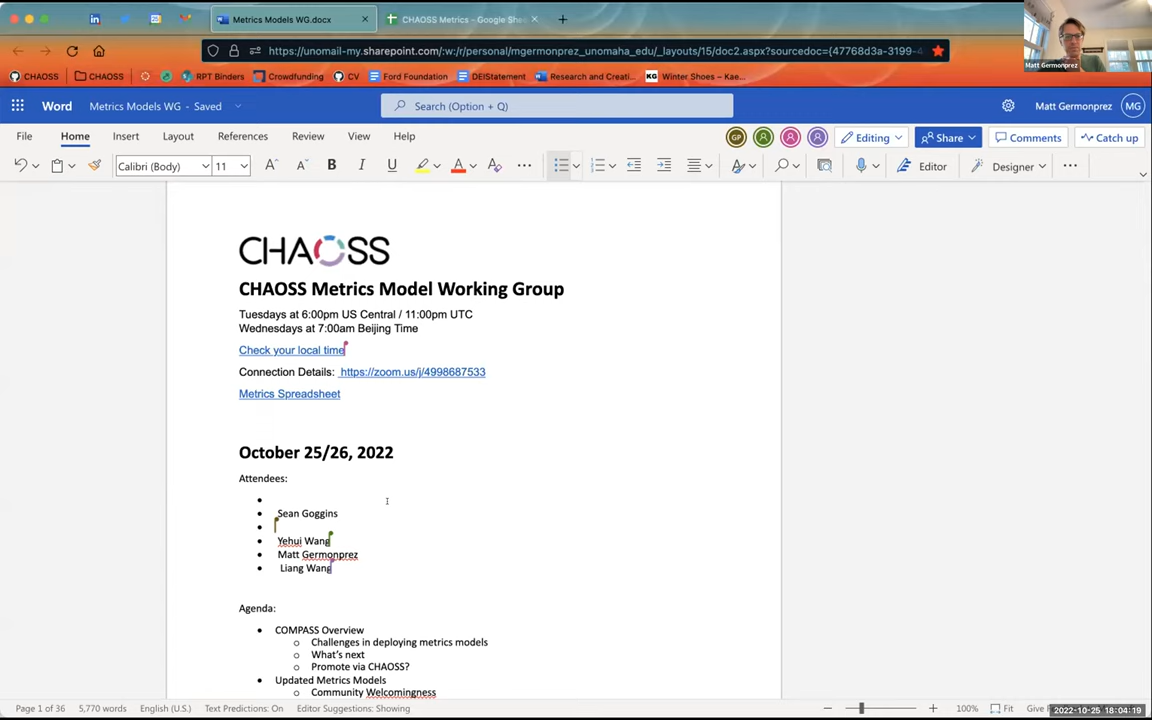 Metrics Models WG.docx
CHAOSS Metrics - Google She
https://unomail-my.sharepoint.com/:w:/r/personal/mgermonprez_unomaha_edu/_layouts/15/doc2.aspx?sourcedoc={47768d3a-3199-4
Matt Germonprez
CHAOSS CHAOSS RPT Binders Crowdfunding CV Ford Foundation DEIStatement Research and Creati... KG Winter Shoes – Kae...
Word Metrics Models WG - Saved Search (Option + Q) Matt Germonprez MG
File Home Insert Layout References Review View Help GP Editing Share Comments Catch up
Calibri (Body) 11 A A B I U A Editor Designer
CHAOSS
CHAOSS Metrics Model Working Group
Tuesdays at 6:00pm US Central / 11:00pm UTC
Wednesdays at 7:00am Beijing Time
Check your local time
Connection Details: https://zoom.us/j/4998687533
Metrics Spreadsheet
October 25/26, 2022
Attendees:
Sean Goggins
Yehui Wang
Matt Germonprez
Liang Wang
Agenda:
COMPASS Overview
Challenges in deploying metrics models
What's next
Promote via CHAOSS?
Updated Metrics Models
Community Welcomingness
Page 1 of 36 5,770 words English (U.S.) Text Predictions: On Editor Suggestions: Showing 100% Fit Give
2022-10-25 18:04:19